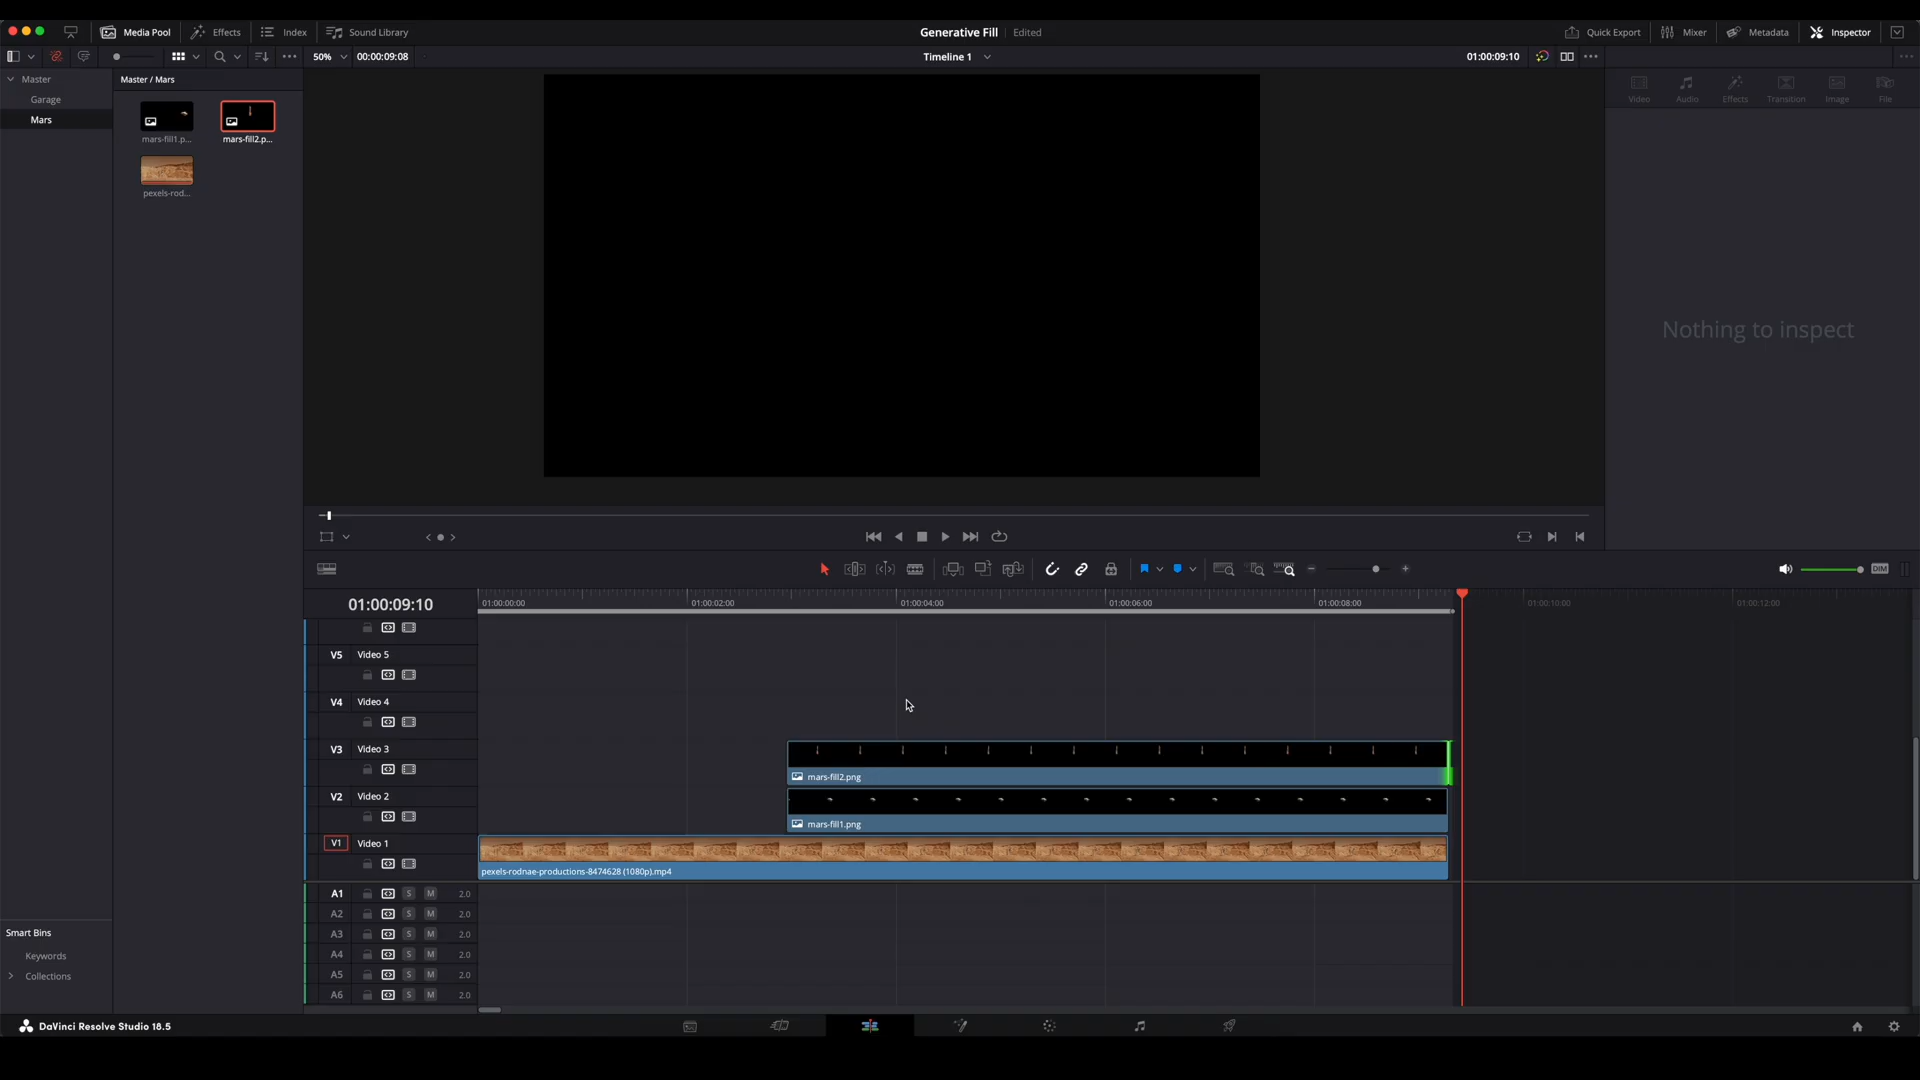 Media Pool
Effects
Index
Sound Library
Generative Fill
Edited
Quick Export
Mixer
Metadata
Inspector
50%
00:00:09:08
Timeline 1
01:00:09:10
Master
Garage
Mars
Master / Mars
mars-fill1.p...
mars-fill2.p...
pexels-rod...
Video
Audio
Effects
Transition
Image
File
Nothing to inspect
DIM
01:00:09:10
01:00:00:00
01:00:02:00
01:00:04:00
01:00:06:00
01:00:08:00
01:00:10:00
01:00:12:00
V5 Video 5
V4 Video 4
V3 Video 3
mars-fill2.png
V2 Video 2
mars-fill1.png
V1 Video 1
pexels-rodnae-productions-8474628 (1080p).mp4
A1 S M 2.0
A2 S M 2.0
A3 S M 2.0
A4 S M 2.0
A5 S M 2.0
A6 S M 2.0
Smart Bins
Keywords
Collections
DaVinci Resolve Studio 18.5